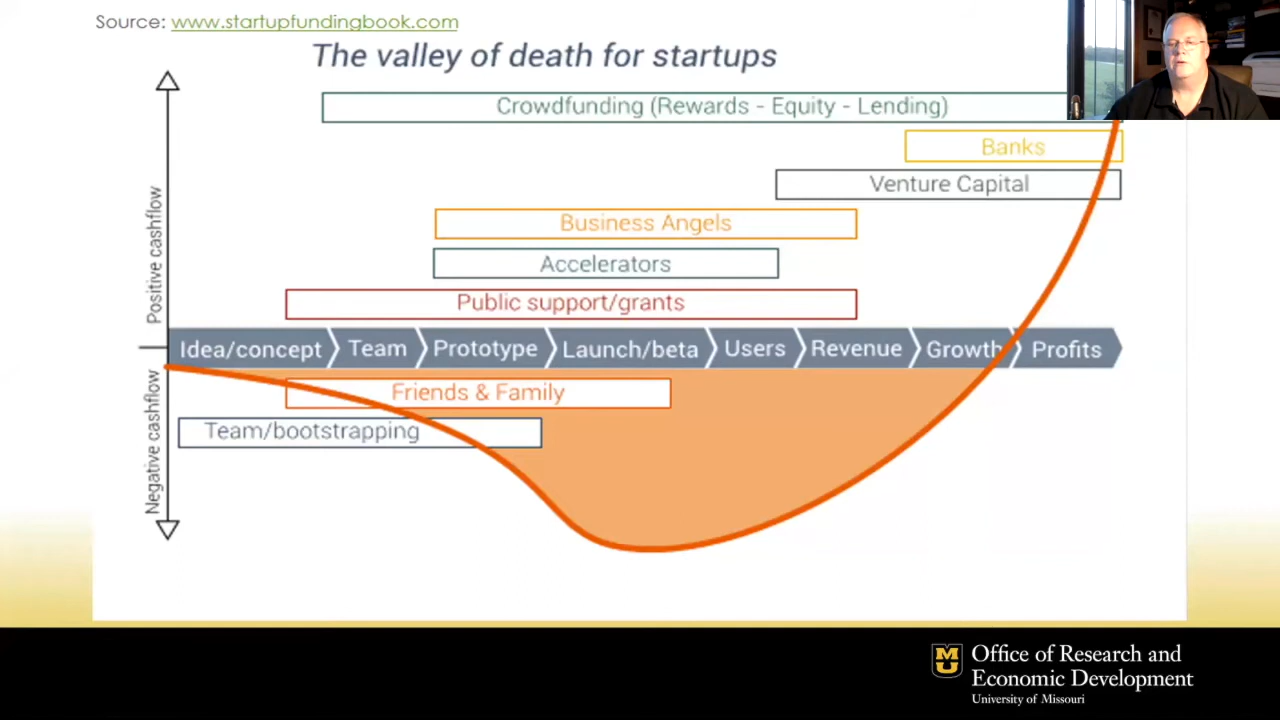 Source: www.startupfundingbook.com
The valley of death for startups
Crowdfunding (Rewards - Equity - Lending)
Banks
Venture Capital
Business Angels
Accelerators
Public support/grants
Positive cashflow
Idea/concept
Team
Prototype
Launch/beta
Users
Revenue
Growth
Profits
Negative cashflow
Friends & Family
Team/bootstrapping
MU
Office of Research and
Economic Development
University of Missouri